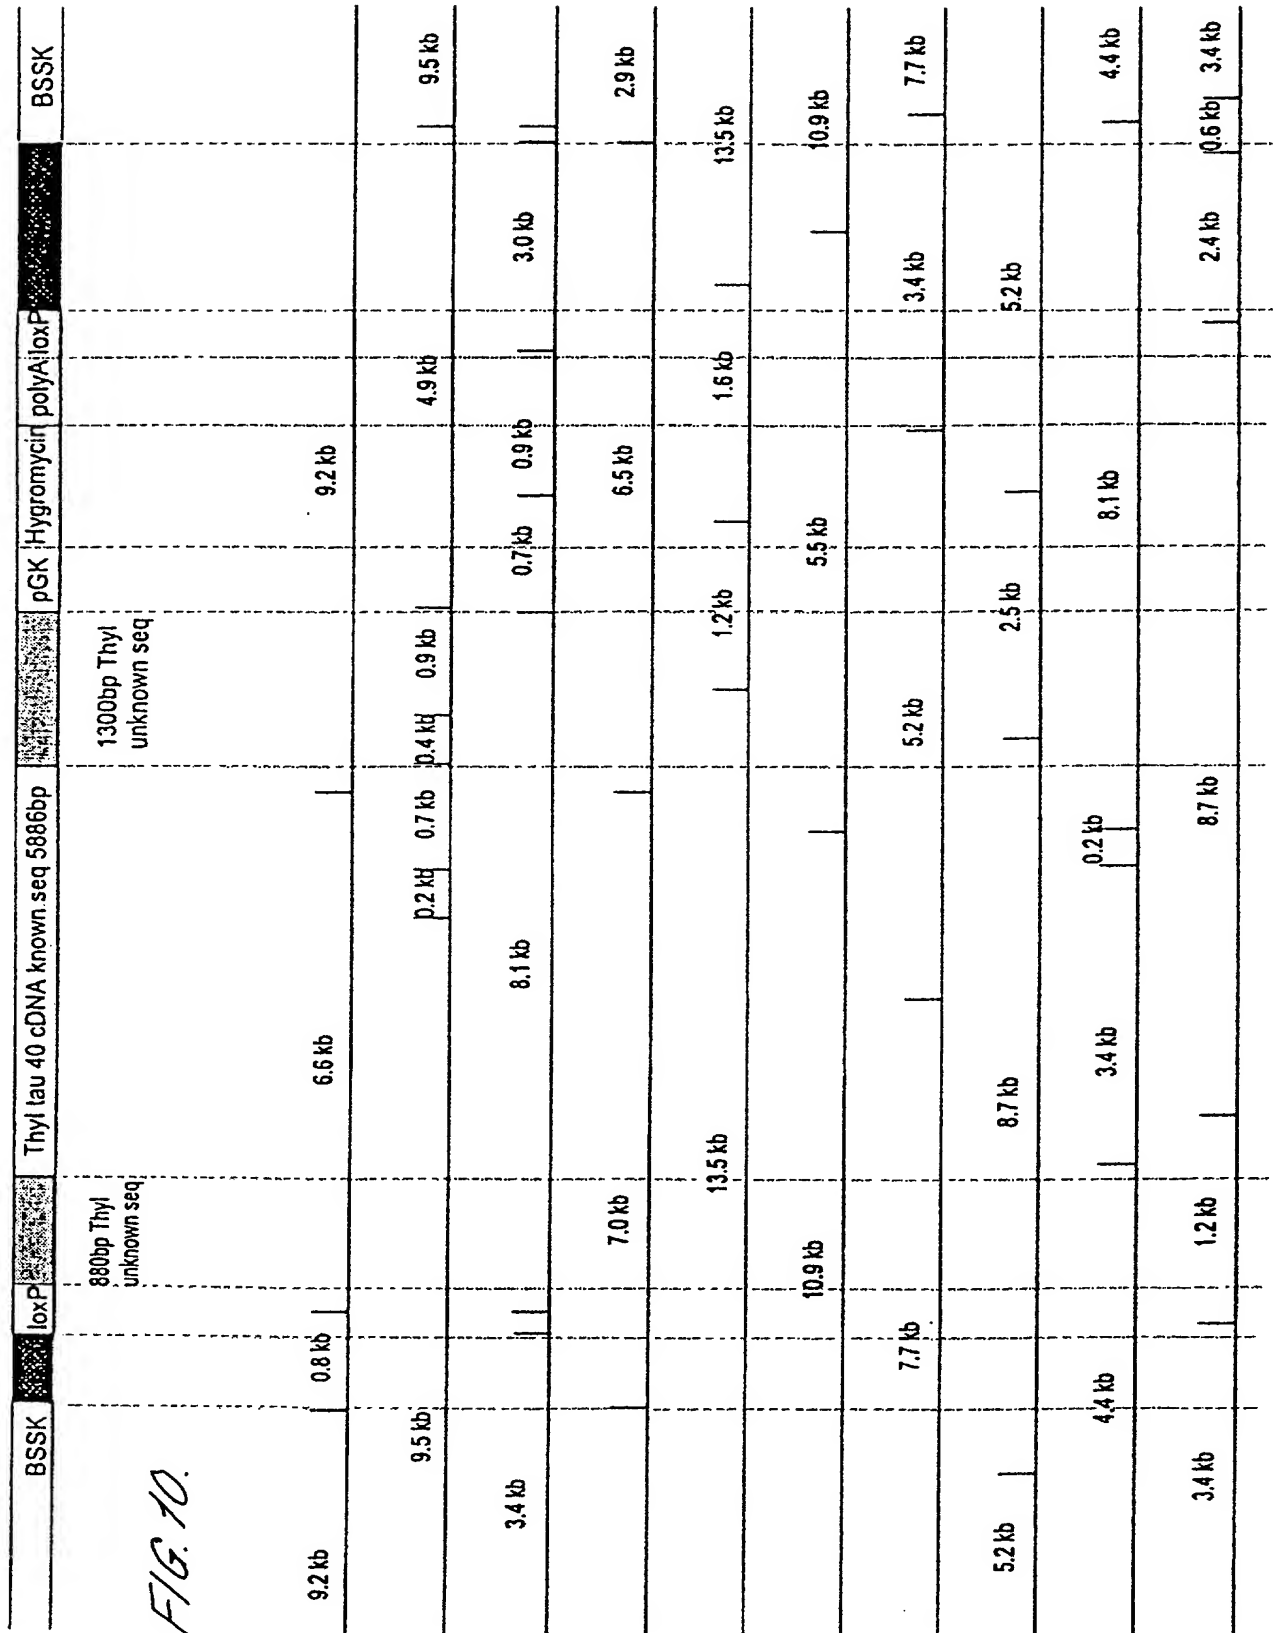 BSSK loxP Thyl tau 40 cDNA known seq 5886bp pGK Hygromycin polyA loxP BSSK
880bp Thyl 1300bp Thyl
unknown seq unknown seq
FIG. 10.
9.2 kb 0.8 kb 6.6 kb 9.2 kb
9.5 kb 0.2 kb 0.7 kb 0.4 kb 0.9 kb 4.9 kb 9.5 kb
3.4 kb 8.1 kb 0.7 kb 0.9 kb 3.0 kb
7.0 kb 6.5 kb 2.9 kb
13.5 kb 1.2 kb 1.6 kb 13.5 kb
10.9 kb 5.5 kb 10.9 kb
7.7 kb 5.2 kb 3.4 kb 7.7 kb
5.2 kb 8.7 kb 2.5 kb 5.2 kb
4.4 kb 3.4 kb 0.2 kb 8.1 kb 4.4 kb
3.4 kb 1.2 kb 8.7 kb 2.4 kb 0.6 kb 3.4 kb